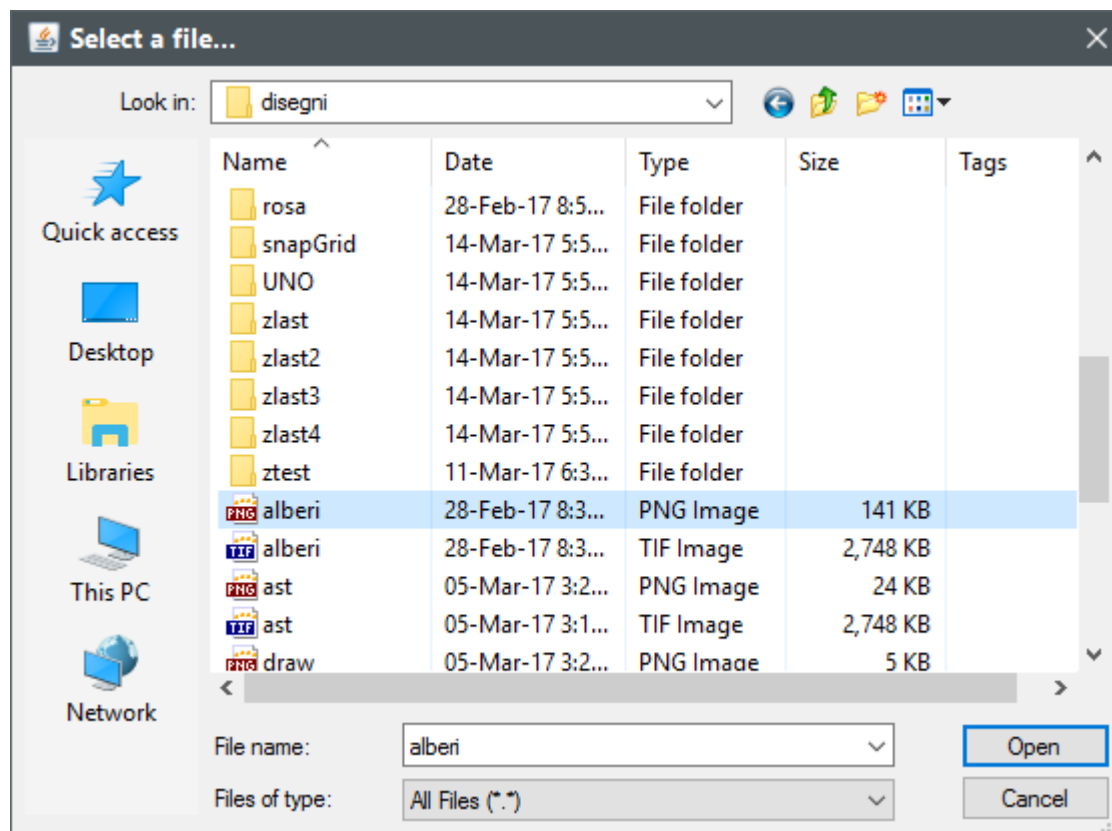 Select a file...
Look in: disegni
Name Date Type Size Tags
rosa 28-Feb-17 8:5... File folder
snapGrid 14-Mar-17 5:5... File folder
UNO 14-Mar-17 5:5... File folder
zlast 14-Mar-17 5:5... File folder
zlast2 14-Mar-17 5:5... File folder
zlast3 14-Mar-17 5:5... File folder
zlast4 14-Mar-17 5:5... File folder
ztest 11-Mar-17 6:3... File folder
PNG alberi 28-Feb-17 8:3... PNG Image 141 KB
TIF alberi 28-Feb-17 8:3... TIF Image 2,748 KB
PNG ast 05-Mar-17 3:2... PNG Image 24 KB
TIF ast 05-Mar-17 3:1... TIF Image 2,748 KB
PNG draw 05-Mar-17 3:2... PNG Image 5 KB
Quick access
Desktop
Libraries
This PC
Network
File name: alberi Open
Files of type: All Files (*.*) Cancel